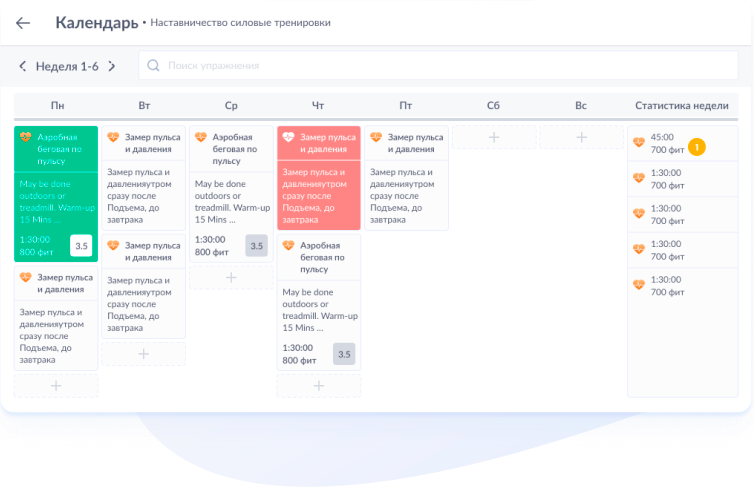 Календарь • Наставничество силовые тренировки
Неделя 1-6
Поиск упражнения
Пн
Вт
Ср
Чт
Пт
Сб
Вс
Статистика недели
Аэробная
беговая по
пульсу
May be done
outdoors or
treadmill. Warm-up
15 Mins ...
1:30:00
800 фит
3.5
Замер пульса
и давления
Замер пульса и
давленияутром
сразу после
Подъема, до
завтрака
+
Замер пульса
и давления
Замер пульса и
давленияутром
сразу после
Подъема, до
завтрака
Замер пульса
и давления
Замер пульса и
давленияутром
сразу после
Подъема, до
завтрака
+
Аэробная
беговая по
пульсу
May be done
outdoors or
treadmill. Warm-up
15 Mins ...
1:30:00
800 фит
3.5
+
Замер пульса
и давления
Замер пульса и
давленияутром
сразу после
Подъема, до
завтрака
Аэробная
беговая по
пульсу
May be done
outdoors or
treadmill. Warm-up
15 Mins ...
1:30:00
800 фит
3.5
+
Замер пульса
и давления
Замер пульса и
давленияутром
сразу после
Подъема, до
завтрака
+
+
45:00
700 фит
1
1:30:00
700 фит
1:30:00
700 фит
1:30:00
700 фит
1:30:00
700 фит